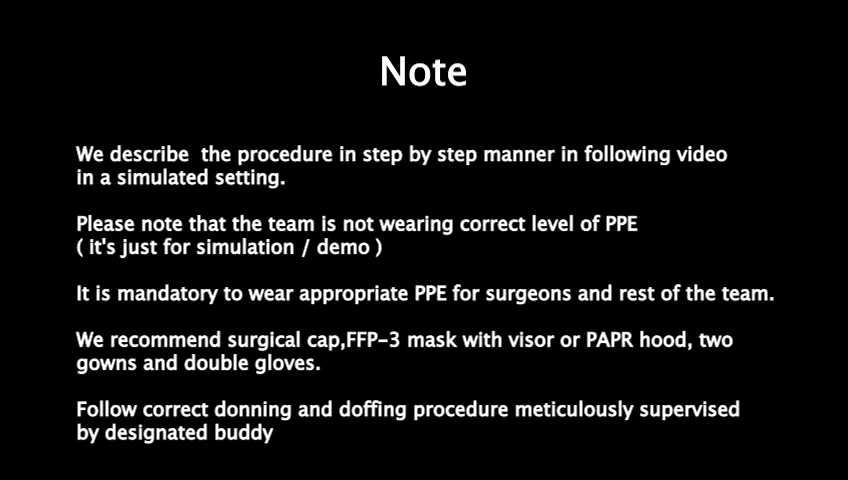 Note
We describe  the procedure in step by step manner in following video
in a simulated setting.
Please note that the team is not wearing correct level of PPE
( it's just for simulation / demo )
It is mandatory to wear appropriate PPE for surgeons and rest of the team.
We recommend surgical cap,FFP-3 mask with visor or PAPR hood, two
gowns and double gloves.
Follow correct donning and doffing procedure meticulously supervised
by designated buddy